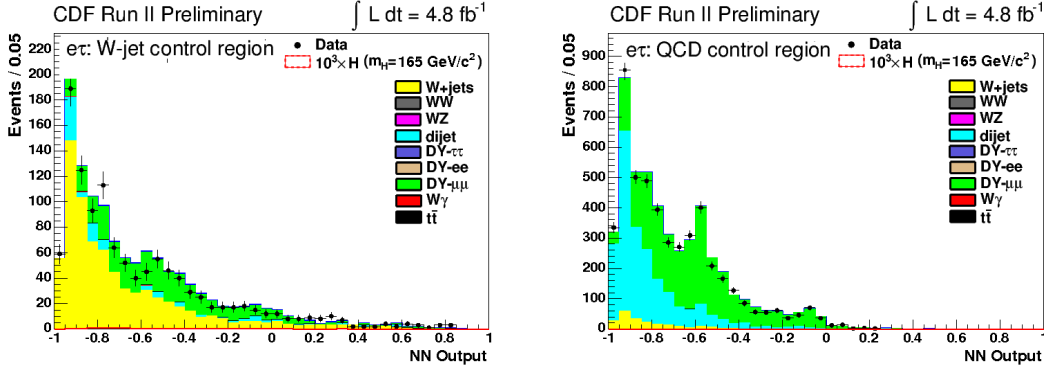 CDF Run II Preliminary
∫ L dt = 4.8 fb⁻¹
Events / 0.05
220
200
180
160
140
120
100
80
60
40
20
0
eτ: W-jet control region
Data
10³×H (m_H=165 GeV/c²)
W+jets
WW
WZ
dijet
DY-ττ
DY-ee
DY-μμ
Wγ
tt̄
-1 -0.8 -0.6 -0.4 -0.2 0 0.2 0.4 0.6 0.8 1
NN Output
CDF Run II Preliminary
∫ L dt = 4.8 fb⁻¹
Events / 0.05
900
800
700
600
500
400
300
200
100
0
eτ: QCD control region
Data
10³×H (m_H=165 GeV/c²)
W+jets
WW
WZ
dijet
DY-ττ
DY-ee
DY-μμ
Wγ
tt̄
-1 -0.8 -0.6 -0.4 -0.2 0 0.2 0.4 0.6 0.8 1
NN Output